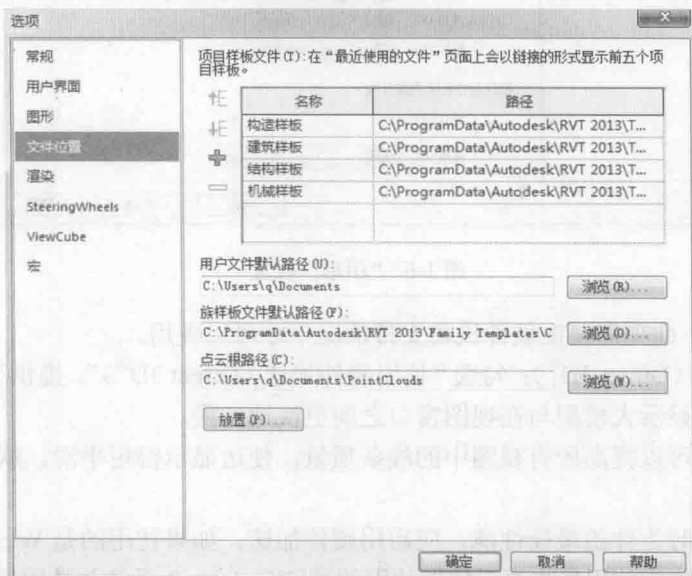 选项
常规
用户界面
图形
文件位置
渲染
SteeringWheels
ViewCube
宏
项目样板文件(T):在“最近使用的文件”页面上会以链接的形式显示前五个项
目样板。
名称 路径
构造样板 C:\ProgramData\Autodesk\RVT 2013\T...
建筑样板 C:\ProgramData\Autodesk\RVT 2013\T...
结构样板 C:\ProgramData\Autodesk\RVT 2013\T...
机械样板 C:\ProgramData\Autodesk\RVT 2013\T...
用户文件默认路径(U):
C:\Users\q\Documents 浏览(B)...
族样板文件默认路径(F):
C:\ProgramData\Autodesk\RVT 2013\Family Templates\C 浏览(O)...
点云根路径(C):
C:\Users\q\Documents\PointClouds 浏览(W)...
放置(P)...
确定 取消 帮助